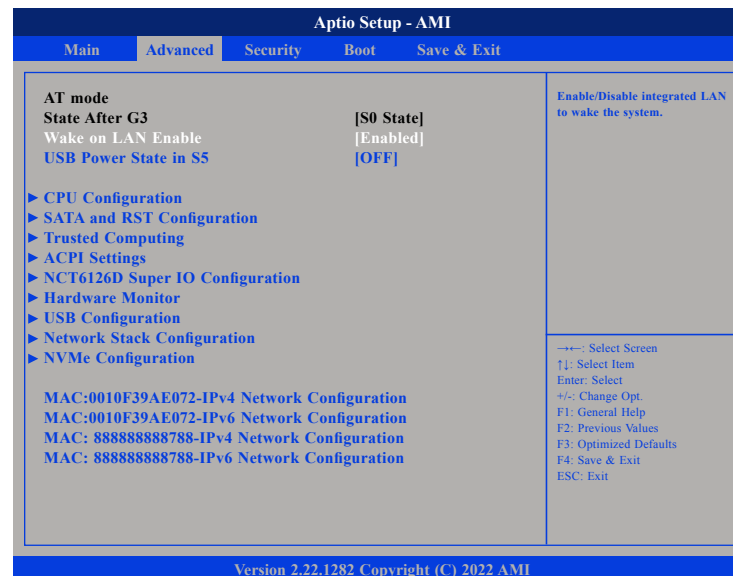 Aptio Setup - AMI
Main Advanced Security Boot Save & Exit
AT mode
State After G3 [S0 State]
Wake on LAN Enable [Enabled]
USB Power State in S5 [OFF]
► CPU Configuration
► SATA and RST Configuration
► Trusted Computing
► ACPI Settings
► NCT6126D Super IO Configuration
► Hardware Monitor
► USB Configuration
► Network Stack Configuration
► NVMe Configuration
MAC:0010F39AE072-IPv4 Network Configuration
MAC:0010F39AE072-IPv6 Network Configuration
MAC: 888888888788-IPv4 Network Configuration
MAC: 888888888788-IPv6 Network Configuration
Enable/Disable integrated LAN
to wake the system.
→←: Select Screen
↑↓: Select Item
Enter: Select
+/-: Change Opt.
F1: General Help
F2: Previous Values
F3: Optimized Defaults
F4: Save & Exit
ESC: Exit
Version 2.22.1282 Copyright (C) 2022 AMI